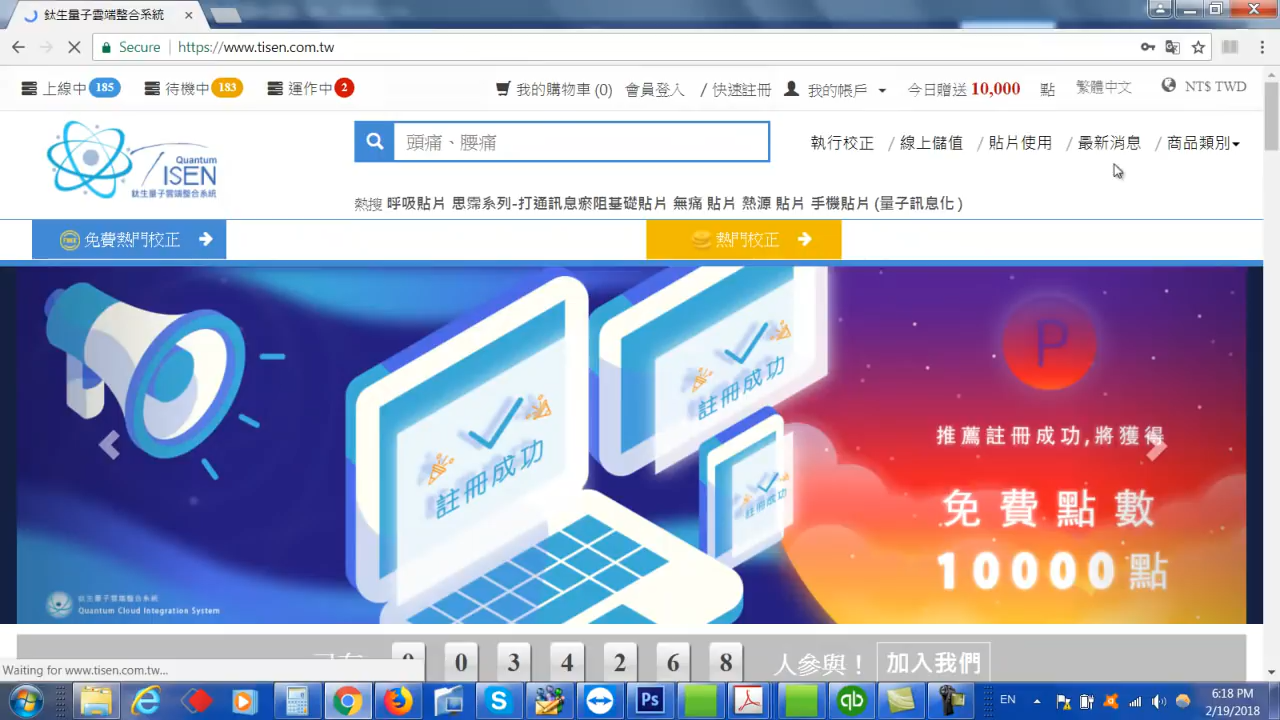 鈦生量子雲端整合系統
Secure
https://www.tisen.com.tw
上線中 185
待機中 183
運作中 2
我的購物車 (0)
會員登入
/ 快速註冊
我的帳戶
今日贈送 10,000 點
繁體中文
NT$ TWD
Quantum
TISEN
鈦生量子雲端整合系統
頭痛、腰痛
執行校正 / 線上儲值 / 貼片使用 / 最新消息 / 商品類別
熱搜 呼吸貼片 思霈系列-打通訊息瘀阻基礎貼片 無痛 貼片 熱源 貼片 手機貼片 (量子訊息化 )
FREE
免費熱門校正
熱門校正
註冊成功
註冊成功
註冊成功
P
推薦註冊成功,將獲得
免費點數
10000點
鈦生量子雲端整合系統
Quantum Cloud Integration System
0 0 3 4 2 6 8
人參與！
加入我們
Waiting for www.tisen.com.tw...
Ps
qb
EN
6:18 PM
2/19/2018